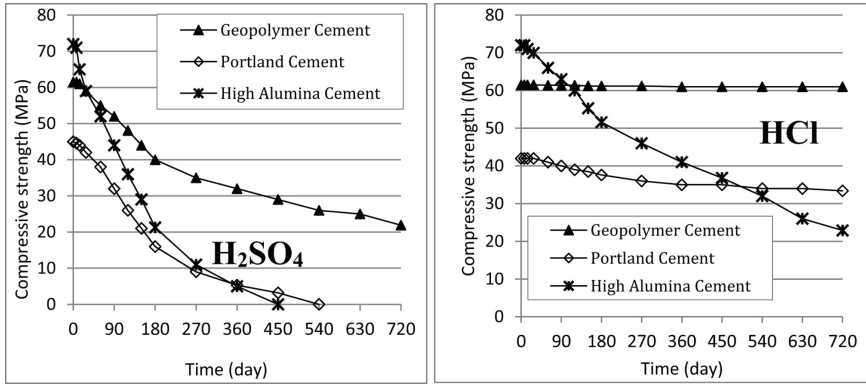 Compressive strength (MPa)
80
70
60
50
40
30
20
10
0
Geopolymer Cement
Portland Cement
High Alumina Cement
H₂SO₄
0 90 180 270 360 450 540 630 720
Time (day)
Compressive strength (MPa)
80
70
60
50
40
30
20
10
0
HCl
Geopolymer Cement
Portland Cement
High Alumina Cement
0 90 180 270 360 450 540 630 720
Time (day)